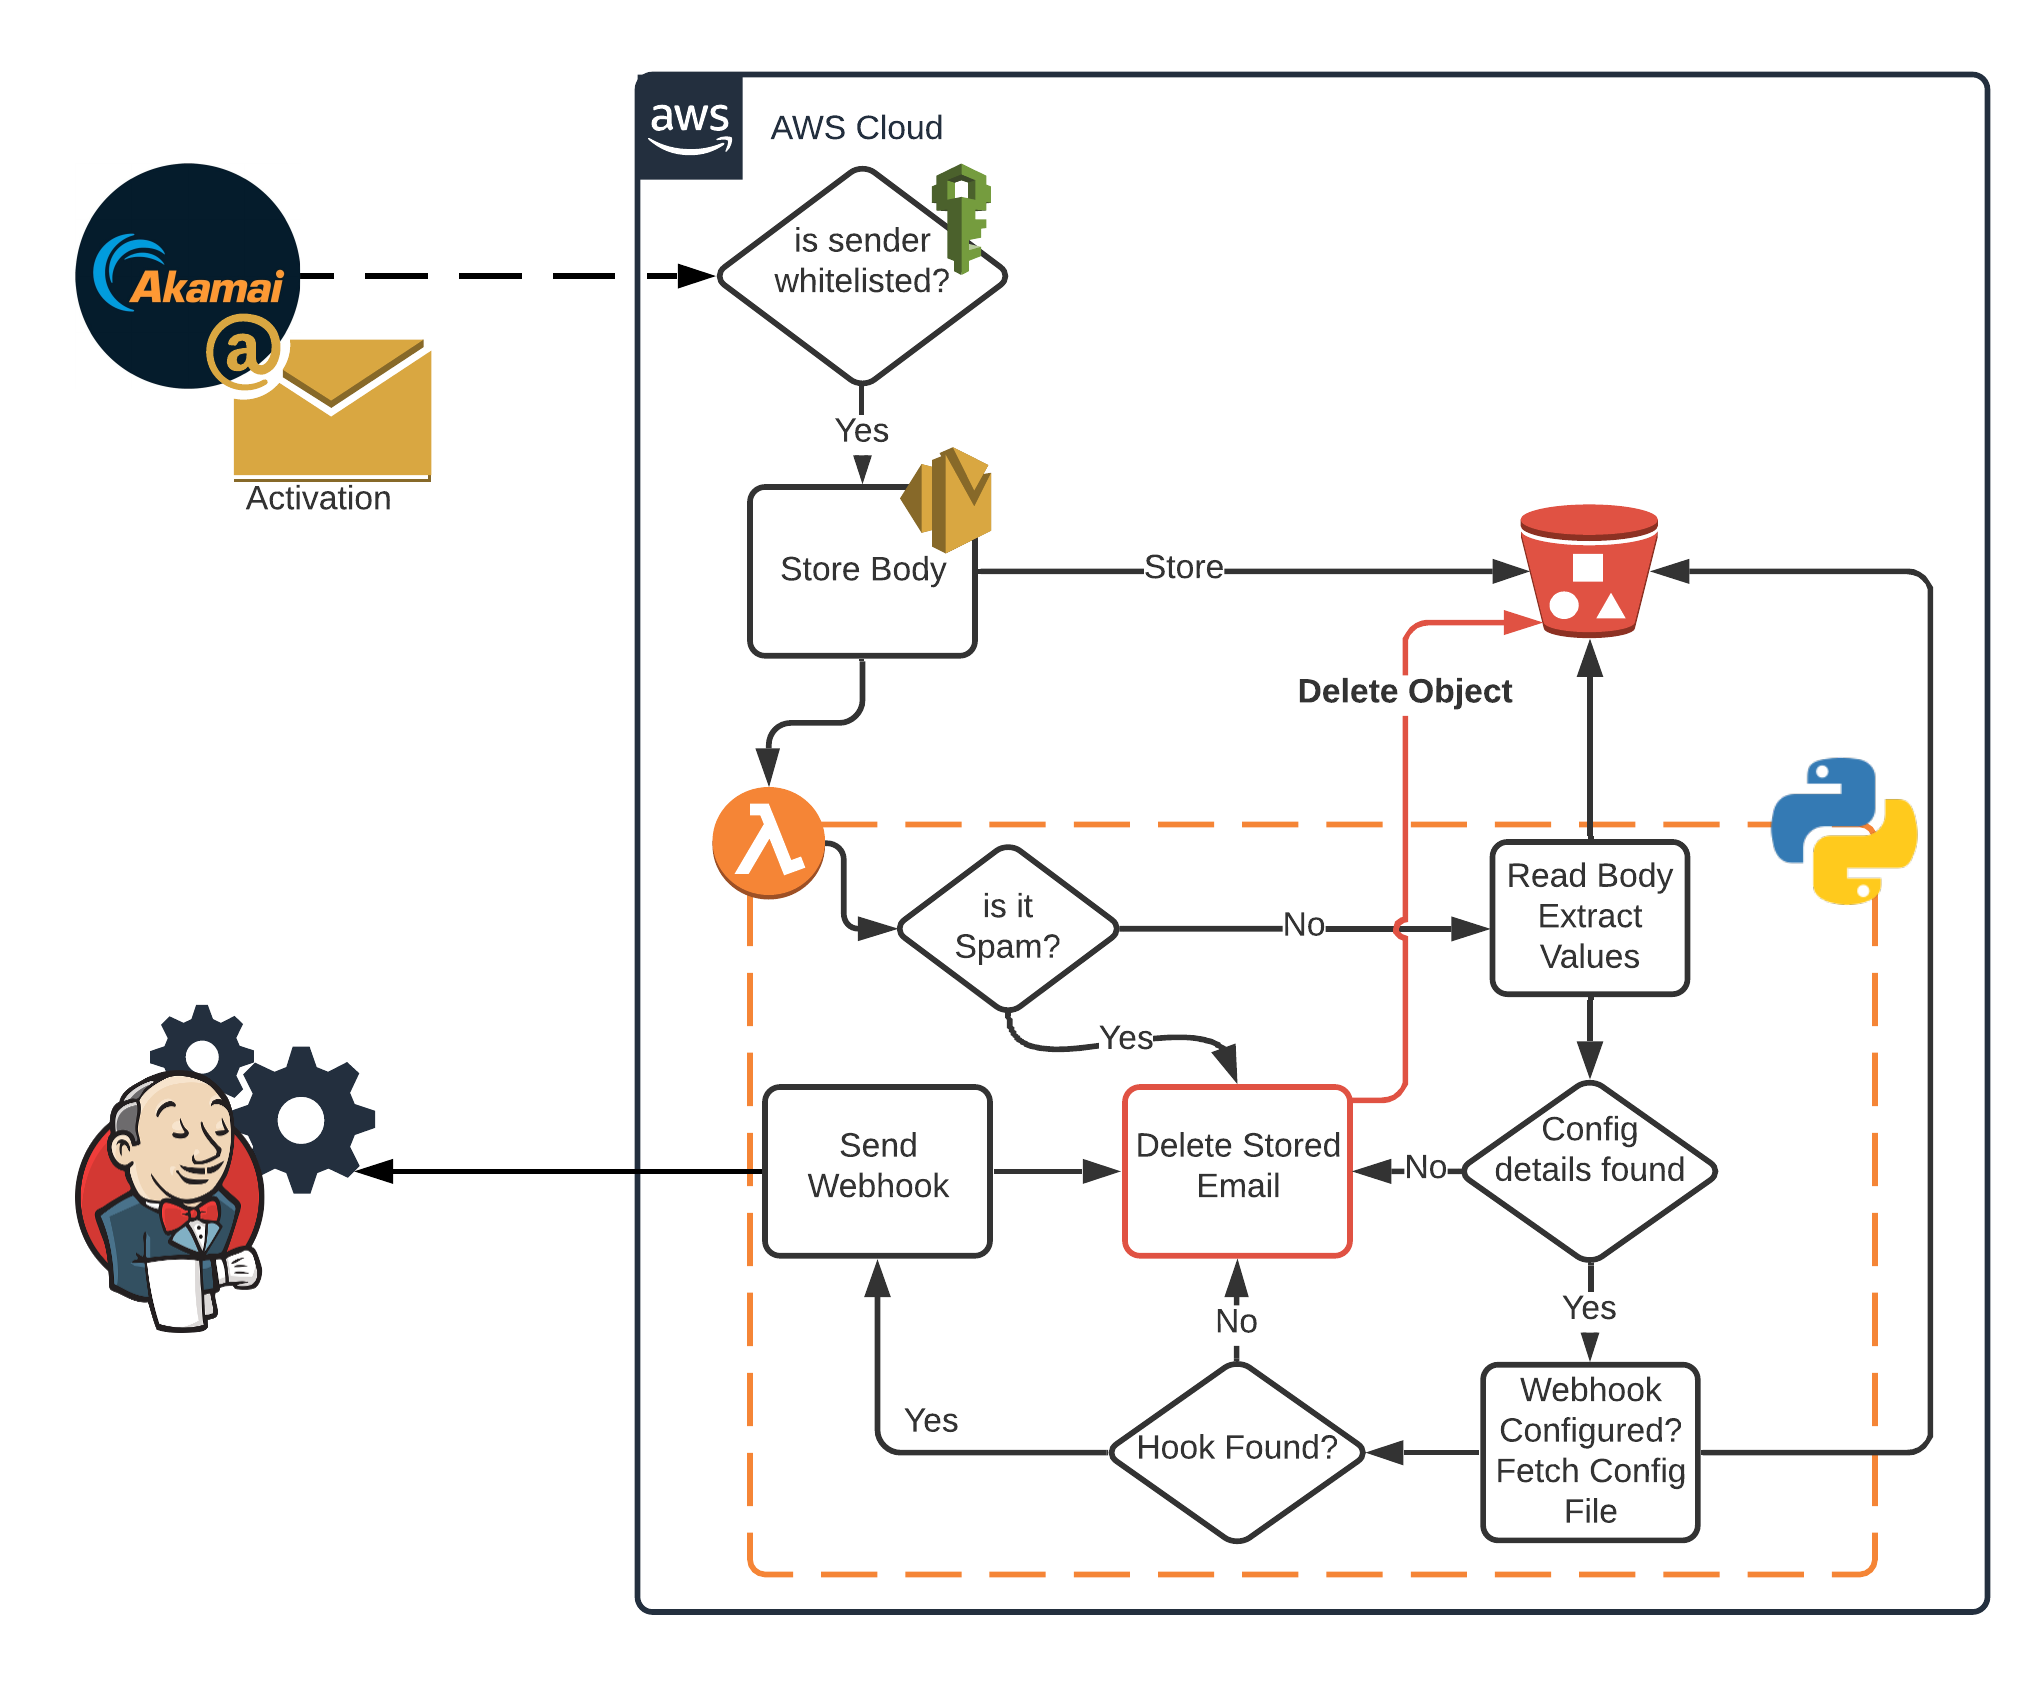 aws
AWS Cloud
is sender
whitelisted?
Akamai
@
Activation
Yes
Store Body
Store
Delete Object
λ
is it
Spam?
No
Read Body
Extract
Values
Yes
Send
Webhook
Delete Stored
Email
No
Config
details found
Yes
No
Yes
Hook Found?
Webhook
Configured?
Fetch Config
File